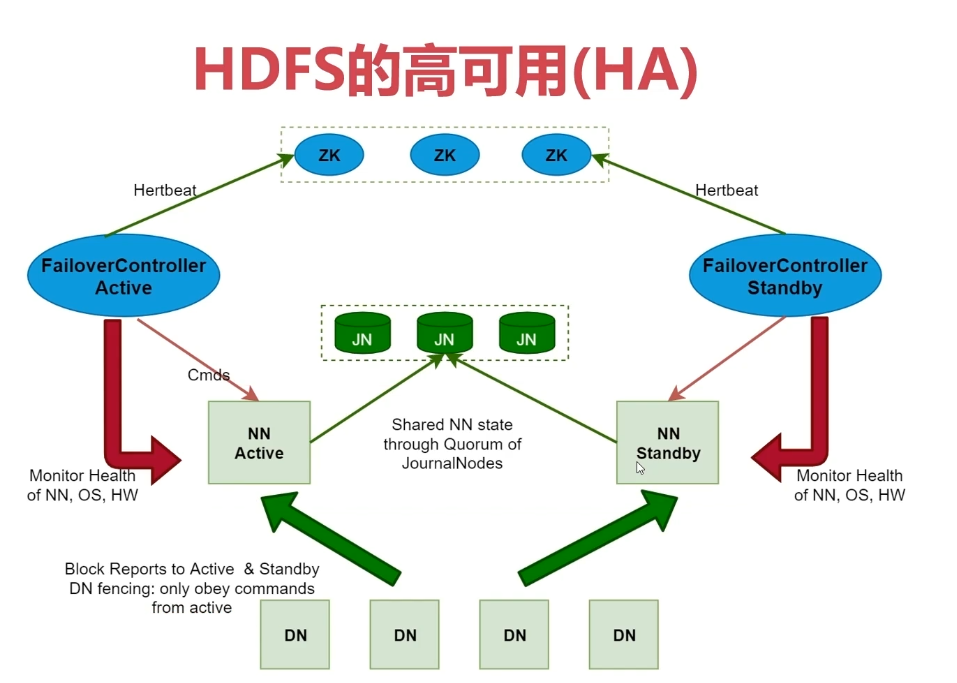 HDFS的高可用(HA)
ZK
ZK
ZK
Hertbeat
Hertbeat
FailoverController
Active
FailoverController
Standby
JN
JN
JN
Cmds
NN
Active
Shared NN state
through Quorum of
JournalNodes
NN
Standby
Monitor Health
of NN, OS, HW
Monitor Health
of NN, OS, HW
Block Reports to Active & Standby
DN fencing: only obey commands
from active
DN
DN
DN
DN